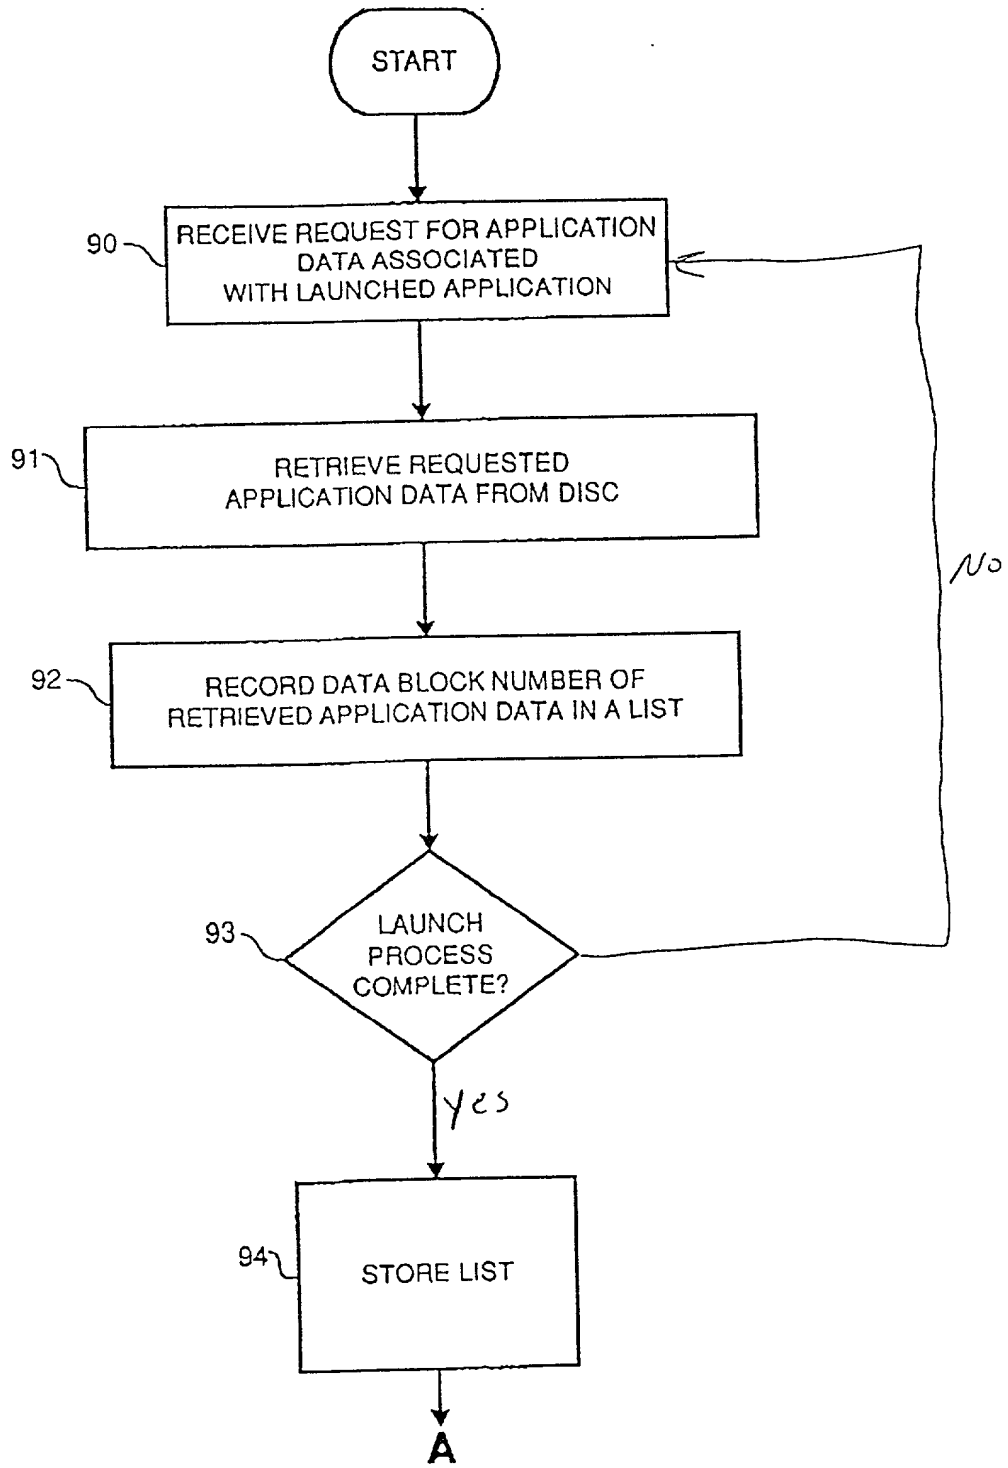 START
90
RECEIVE REQUEST FOR APPLICATION
DATA ASSOCIATED
WITH LAUNCHED APPLICATION
91
RETRIEVE REQUESTED
APPLICATION DATA FROM DISC
No
92
RECORD DATA BLOCK NUMBER OF
RETRIEVED APPLICATION DATA IN A LIST
93
LAUNCH
PROCESS
COMPLETE?
Yes
94
STORE LIST
A